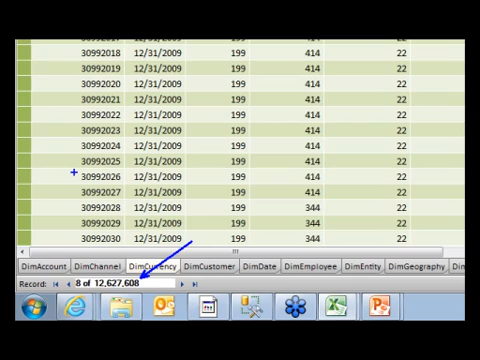 30992018 12/31/2009 199 414 22
30992019 12/31/2009 199 414 22
30992020 12/31/2009 199 414 22
30992021 12/31/2009 199 414 22
30992022 12/31/2009 199 414 22
30992023 12/31/2009 199 414 22
30992024 12/31/2009 199 414 22
30992025 12/31/2009 199 414 22
30992026 12/31/2009 199 414 22
30992027 12/31/2009 199 414 22
30992028 12/31/2009 199 344 22
30992029 12/31/2009 199 344 22
30992030 12/31/2009 199 344 22
DimAccount DimChannel DimCurrency DimCustomer DimDate DimEmployee DimEntity DimGeography
Record: 8 of 12,627,608